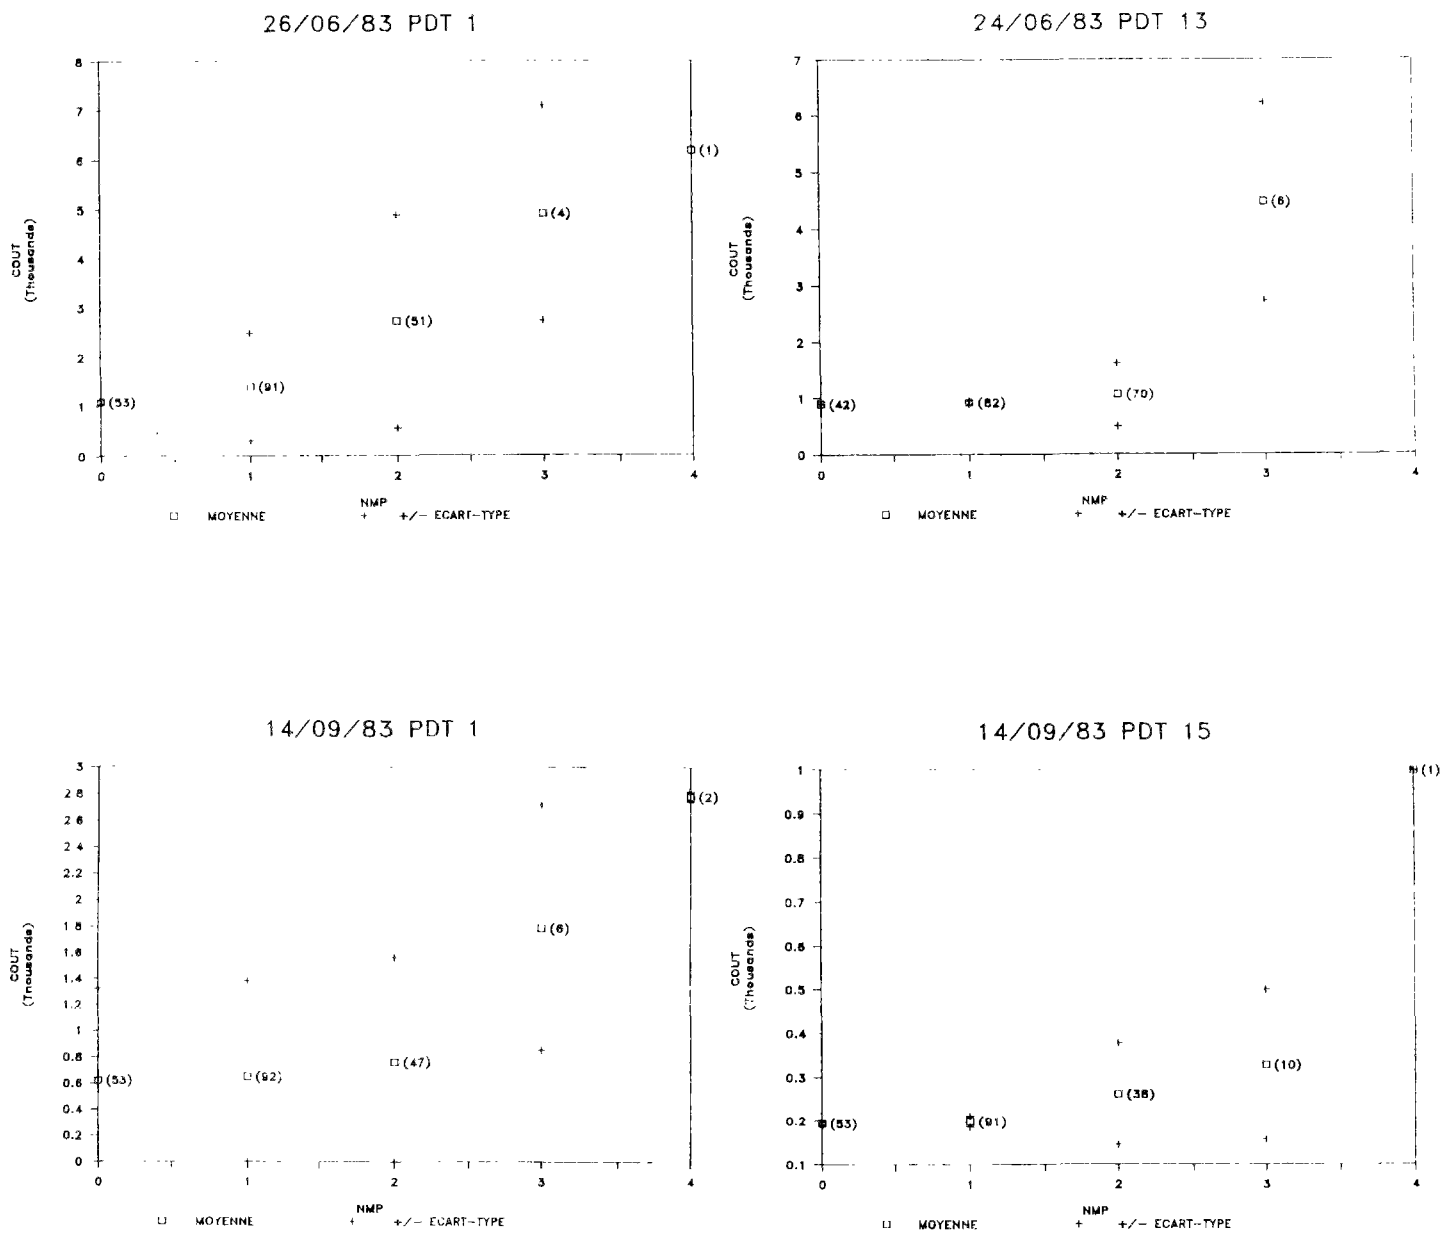 26/06/83 PDT 1
8
7
6
5
4
3
2
1
0
COUT
(Thousands)
(53)
(91)
(51)
(4)
(1)
0 1 2 3 4
NMP
MOYENNE +/- ECART-TYPE
24/06/83 PDT 13
7
6
5
4
3
2
1
0
COUT
(Thousands)
(42)
(82)
(70)
(6)
0 1 2 3 4
NMP
MOYENNE +/- ECART-TYPE
14/09/83 PDT 1
3
2.8
2.6
2.4
2.2
2
1.8
1.6
1.4
1.2
1
0.8
0.6
0.4
0.2
0
COUT
(Thousands)
(53)
(92)
(47)
(6)
(2)
0 1 2 3 4
NMP
MOYENNE +/- ECART-TYPE
14/09/83 PDT 15
1
0.9
0.8
0.7
0.6
0.5
0.4
0.3
0.2
0.1
COUT
(Thousands)
(53)
(91)
(38)
(10)
(1)
0 1 2 3 4
NMP
MOYENNE +/- ECART-TYPE